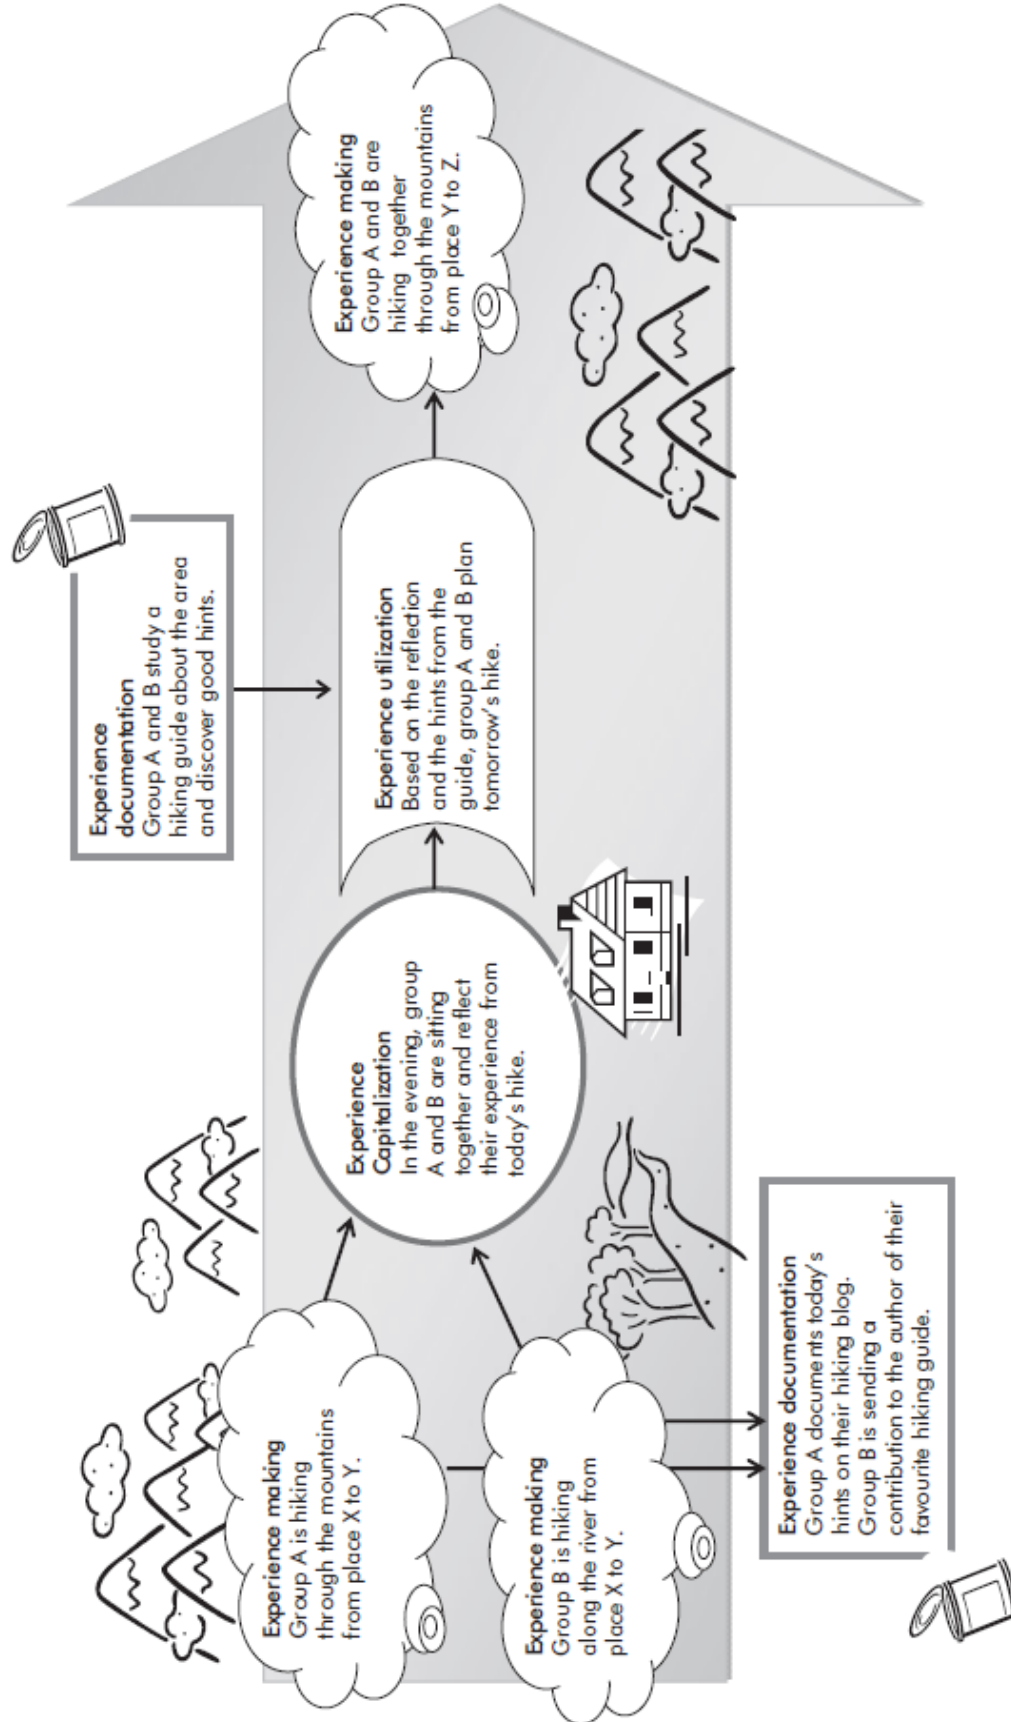 Experience making
Group A is hiking
through the mountains
from place X to Y.
Experience making
Group B is hiking
along the river from
place X to Y.
Experience documentation
Group A documents today's
hints on their hiking blog.
Group B is sending a
contribution to the author of their
favourite hiking guide.
Experience
Capitalization
In the evening, group
A and B are sitting
together and reflect
their experience from
today's hike.
Experience
documentation
Group A and B study a
hiking guide about the area
and discover good hints.
Experience utilization
Based on the reflection
and the hints from the
guide, group A and B plan
tomorrow's hike.
Experience making
Group A and B are
hiking together
through the mountains
from place Y to Z.